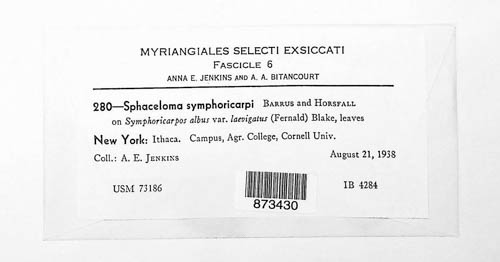 MYRIANGIALES SELECTI EXSICCATI
FASCICLE 6
ANNA E. JENKINS AND A. A. BITANCOURT
280—Sphaceloma symphoricarpi BARRUS and HORSFALL
on Symphoricarpos albus var. laevigatus (Fernald) Blake, leaves
New York: Ithaca. Campus, Agr. College, Cornell Univ.
Coll.: A. E. JENKINS August 21, 1938
USM 73186 IB 4284
873430